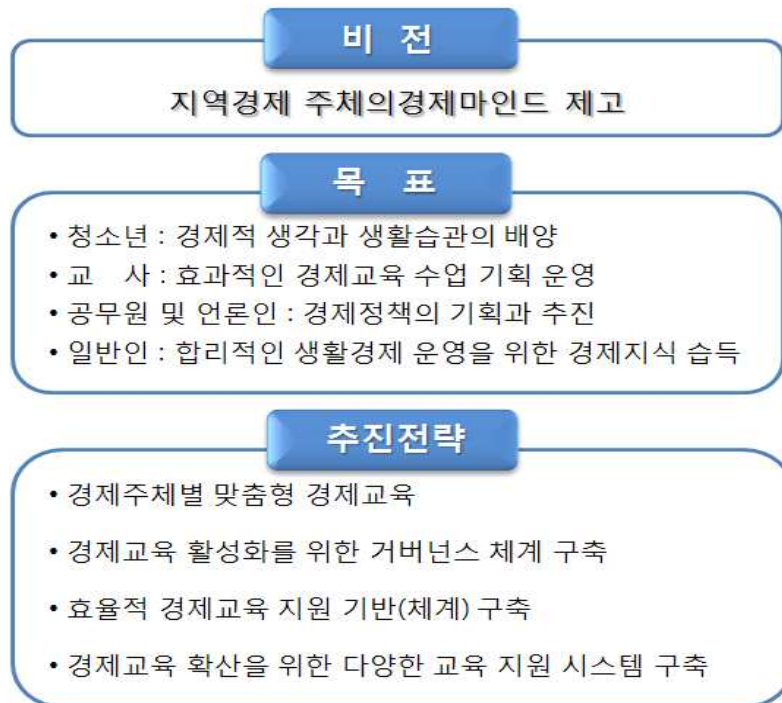 비 전
지역경제 주체의경제마인드 제고
목 표
• 청소년 : 경제적 생각과 생활습관의 배양
• 교 사 : 효과적인 경제교육 수업 기획 운영
• 공무원 및 언론인 : 경제정책의 기획과 추진
• 일반인 : 합리적인 생활경제 운영을 위한 경제지식 습득
추진전략
• 경제주체별 맞춤형 경제교육
• 경제교육 활성화를 위한 거버넌스 체계 구축
• 효율적 경제교육 지원 기반(체계) 구축
• 경제교육 확산을 위한 다양한 교육 지원 시스템 구축